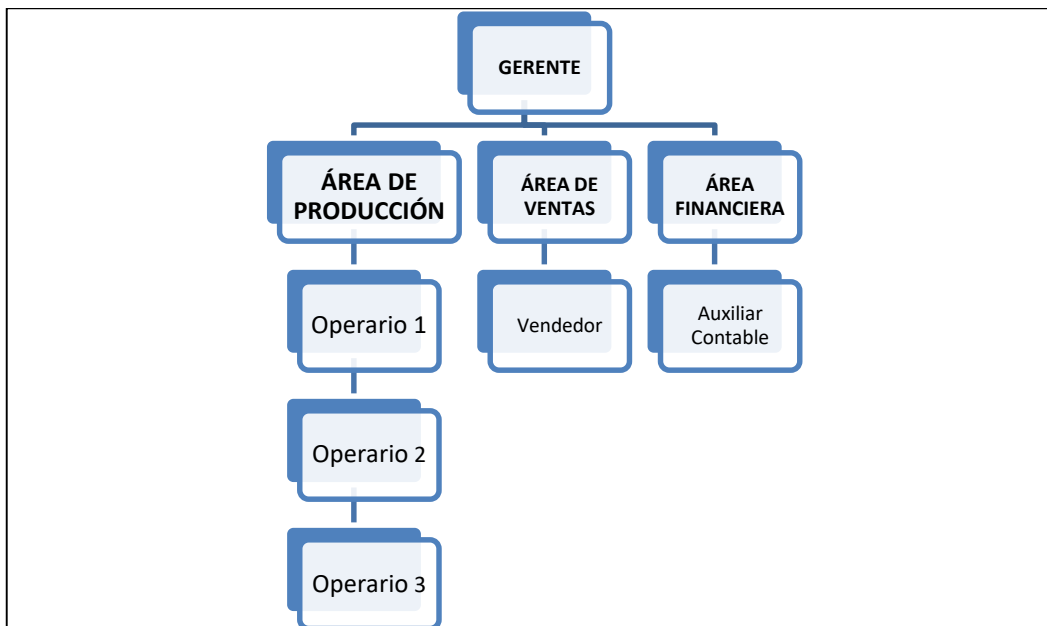 GERENTE
ÁREA DE
PRODUCCIÓN
ÁREA DE
VENTAS
ÁREA
FINANCIERA
Operario 1
Vendedor
Auxiliar
Contable
Operario 2
Operario 3